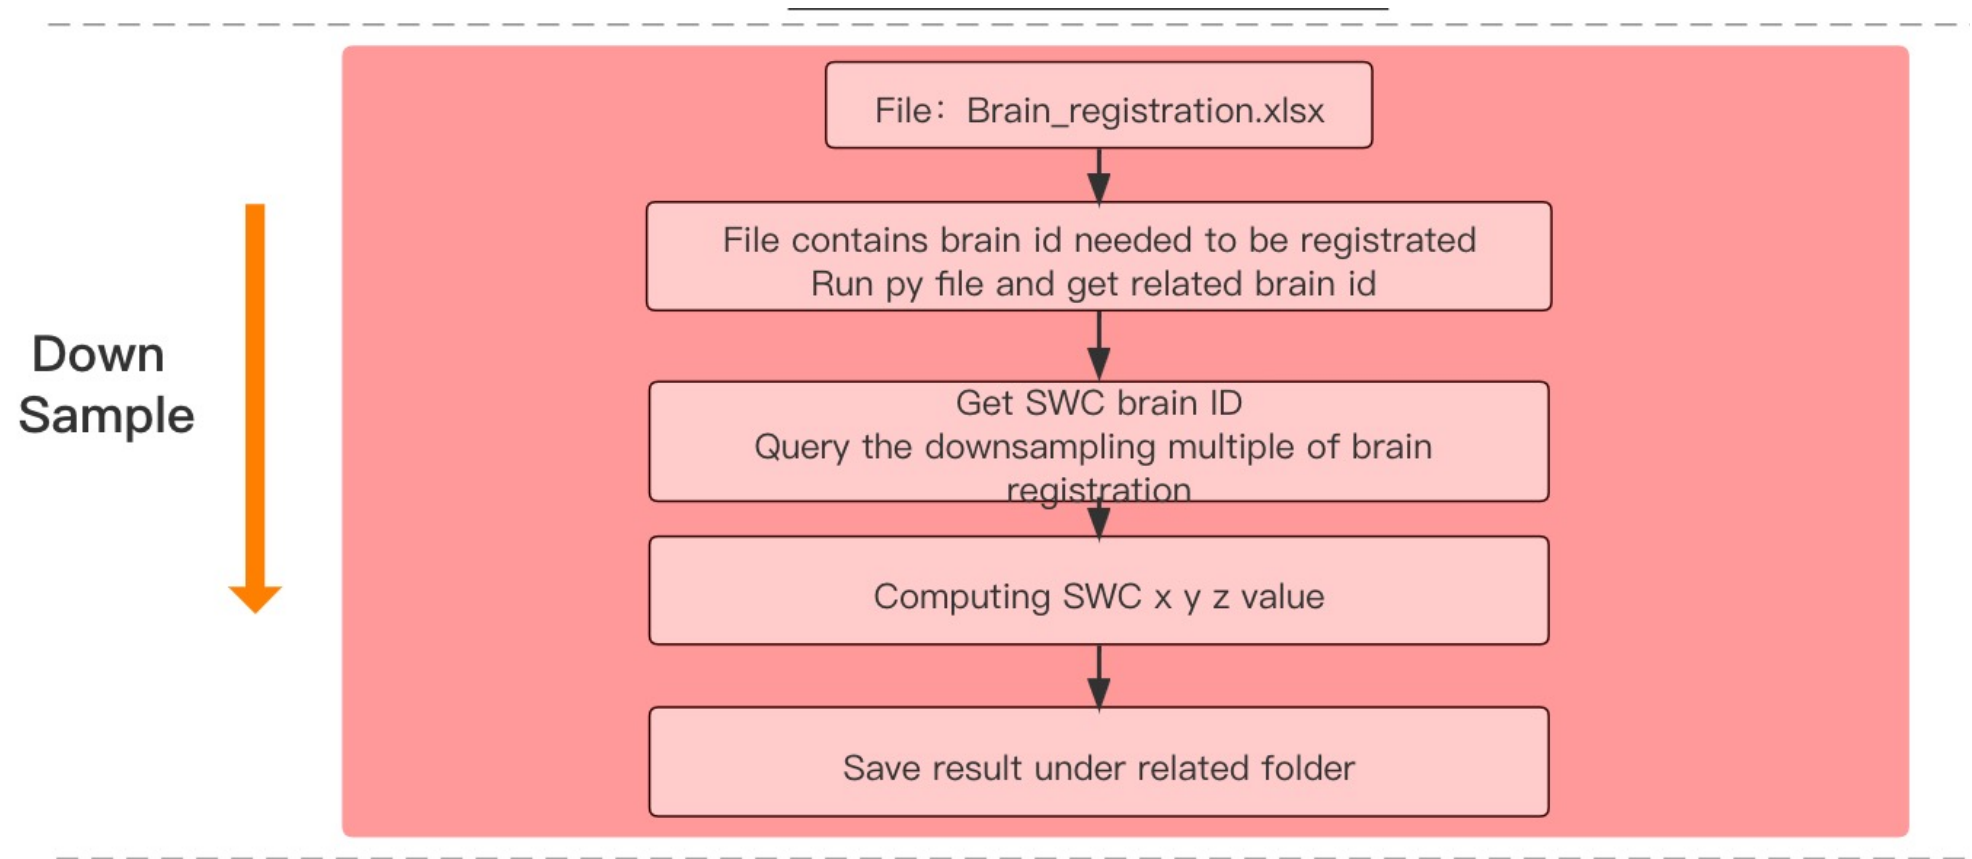 File：Brain_registration.xlsx
File contains brain id needed to be registrated
Run py file and get related brain id
Down
Sample
Get SWC brain ID
Query the downsampling multiple of brain
registration
Computing SWC x y z value
Save result under related folder